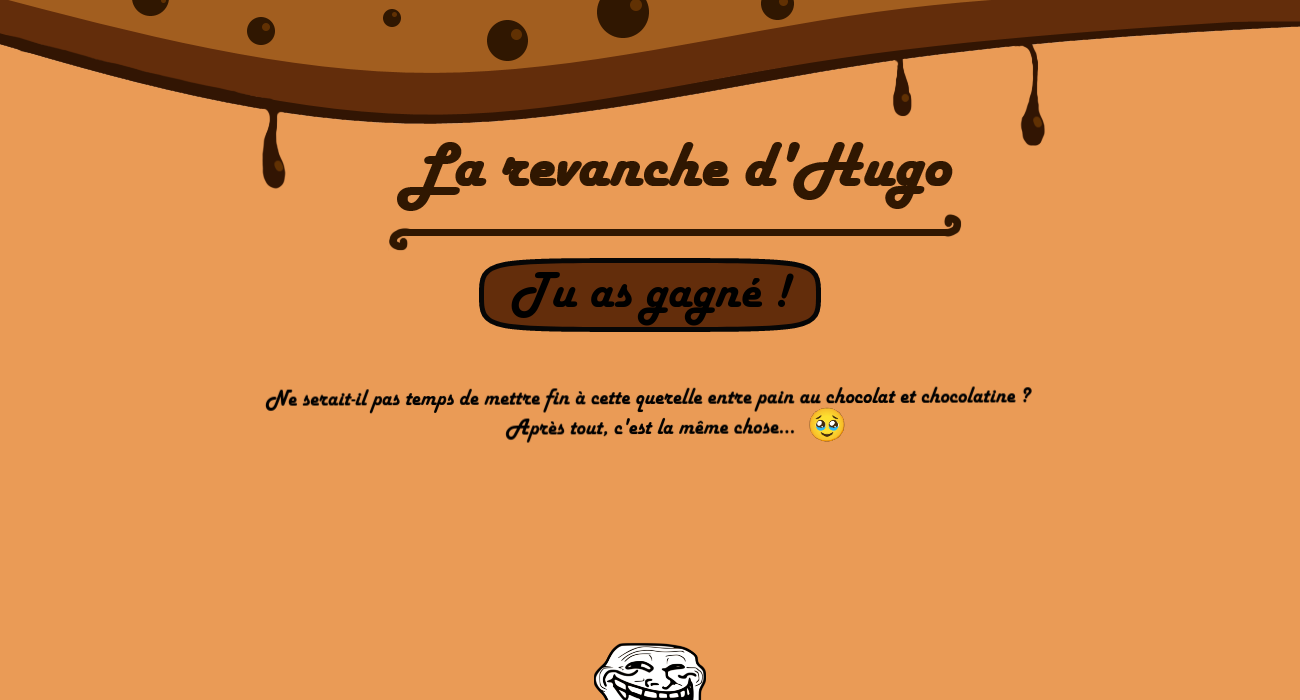 La revanche d'Hugo
Tu as gagné !
Ne serait-il pas temps de mettre fin à cette querelle entre pain au chocolat et chocolatine ?
Après tout, c'est la même chose... 🥹